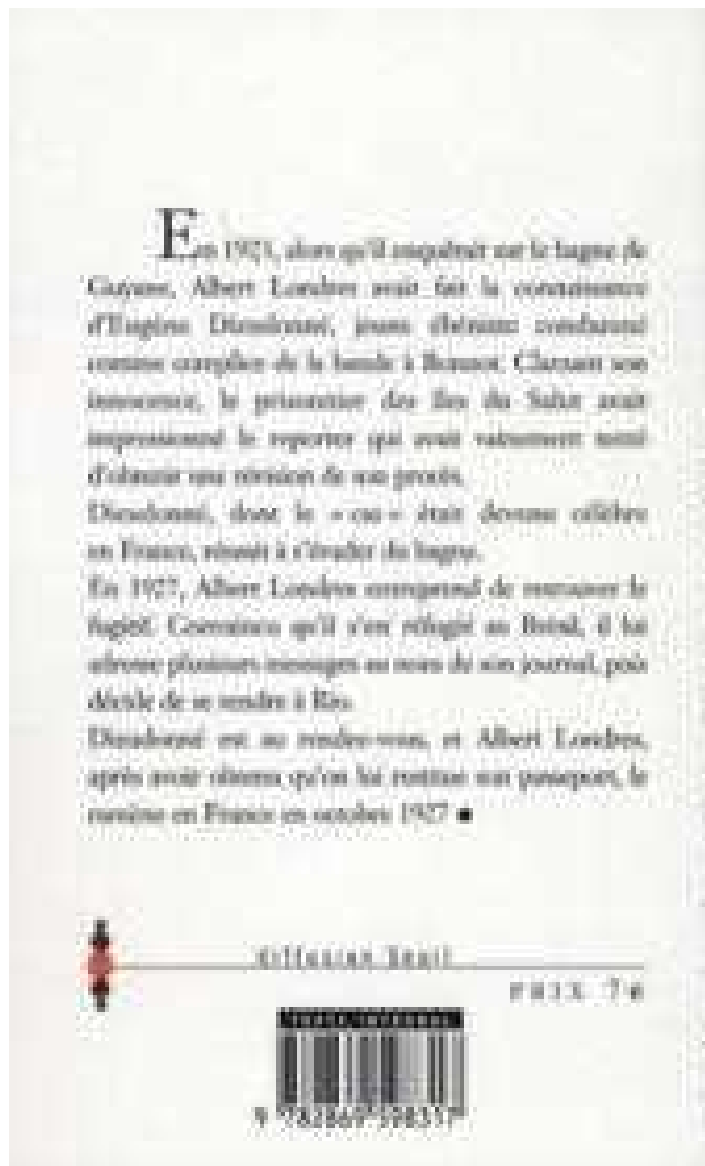 En 1923, alors qu'il enquêtait sur le bagne de
Guyane, Albert Londres avait fait la connaissance
d'Eugène Dieudonné, jeune ébéniste condamné
comme complice de la bande à Bonnot. Clamant son
innocence, le prisonnier des îles du Salut avait
impressionné le reporter qui avait vainement tenté
d'obtenir une révision de son procès.
Dieudonné, dont le « cas » était devenu célèbre
en France, réussit à s'évader du bagne.
En 1927, Albert Londres entreprend de retrouver le
fugitif. Convaincu qu'il s'est réfugié au Brésil, il lui
adresse plusieurs messages au nom de son journal, puis
décide de se rendre à Rio.
Dieudonné est au rendez-vous, et Albert Londres,
après avoir obtenu qu'on lui restitue son passeport, le
ramène en France en octobre 1927 ■
diffusion Seuil
PRIX 7€
9 782869 598317